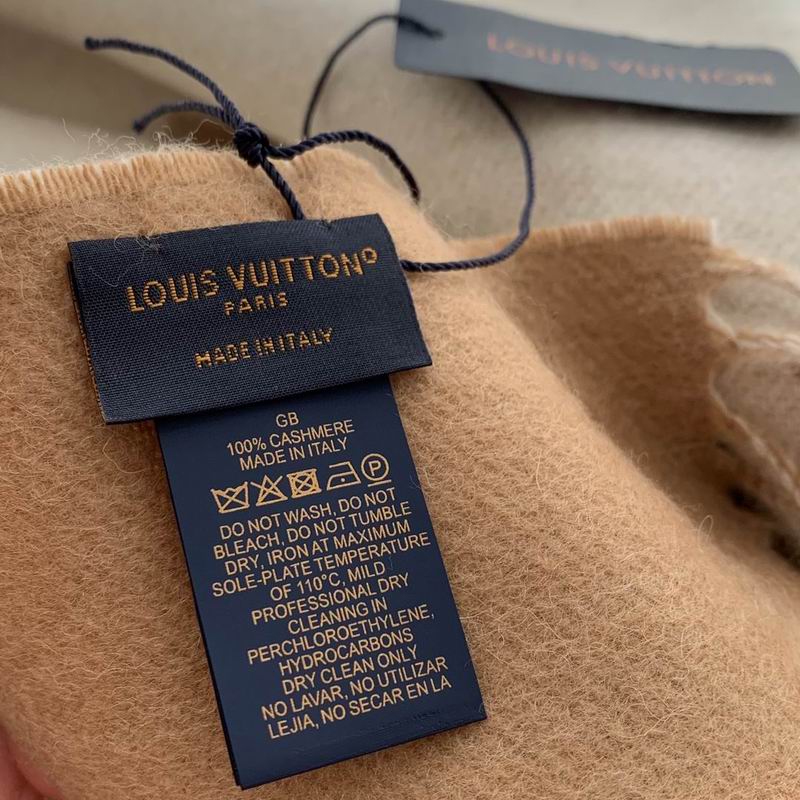 LOUIS VUITTON
LOUIS VUITTON®
PARIS
MADE IN ITALY
GB
100% CASHMERE
MADE IN ITALY
DO NOT WASH, DO NOT
BLEACH, DO NOT TUMBLE
DRY, IRON AT MAXIMUM
SOLE-PLATE TEMPERATURE
OF 110°C, MILD
PROFESSIONAL DRY
CLEANING IN
PERCHLOROETHYLENE,
HYDROCARBONS
DRY CLEAN ONLY
NO LAVAR, NO UTILIZAR
LEJIA, NO SECAR EN LA